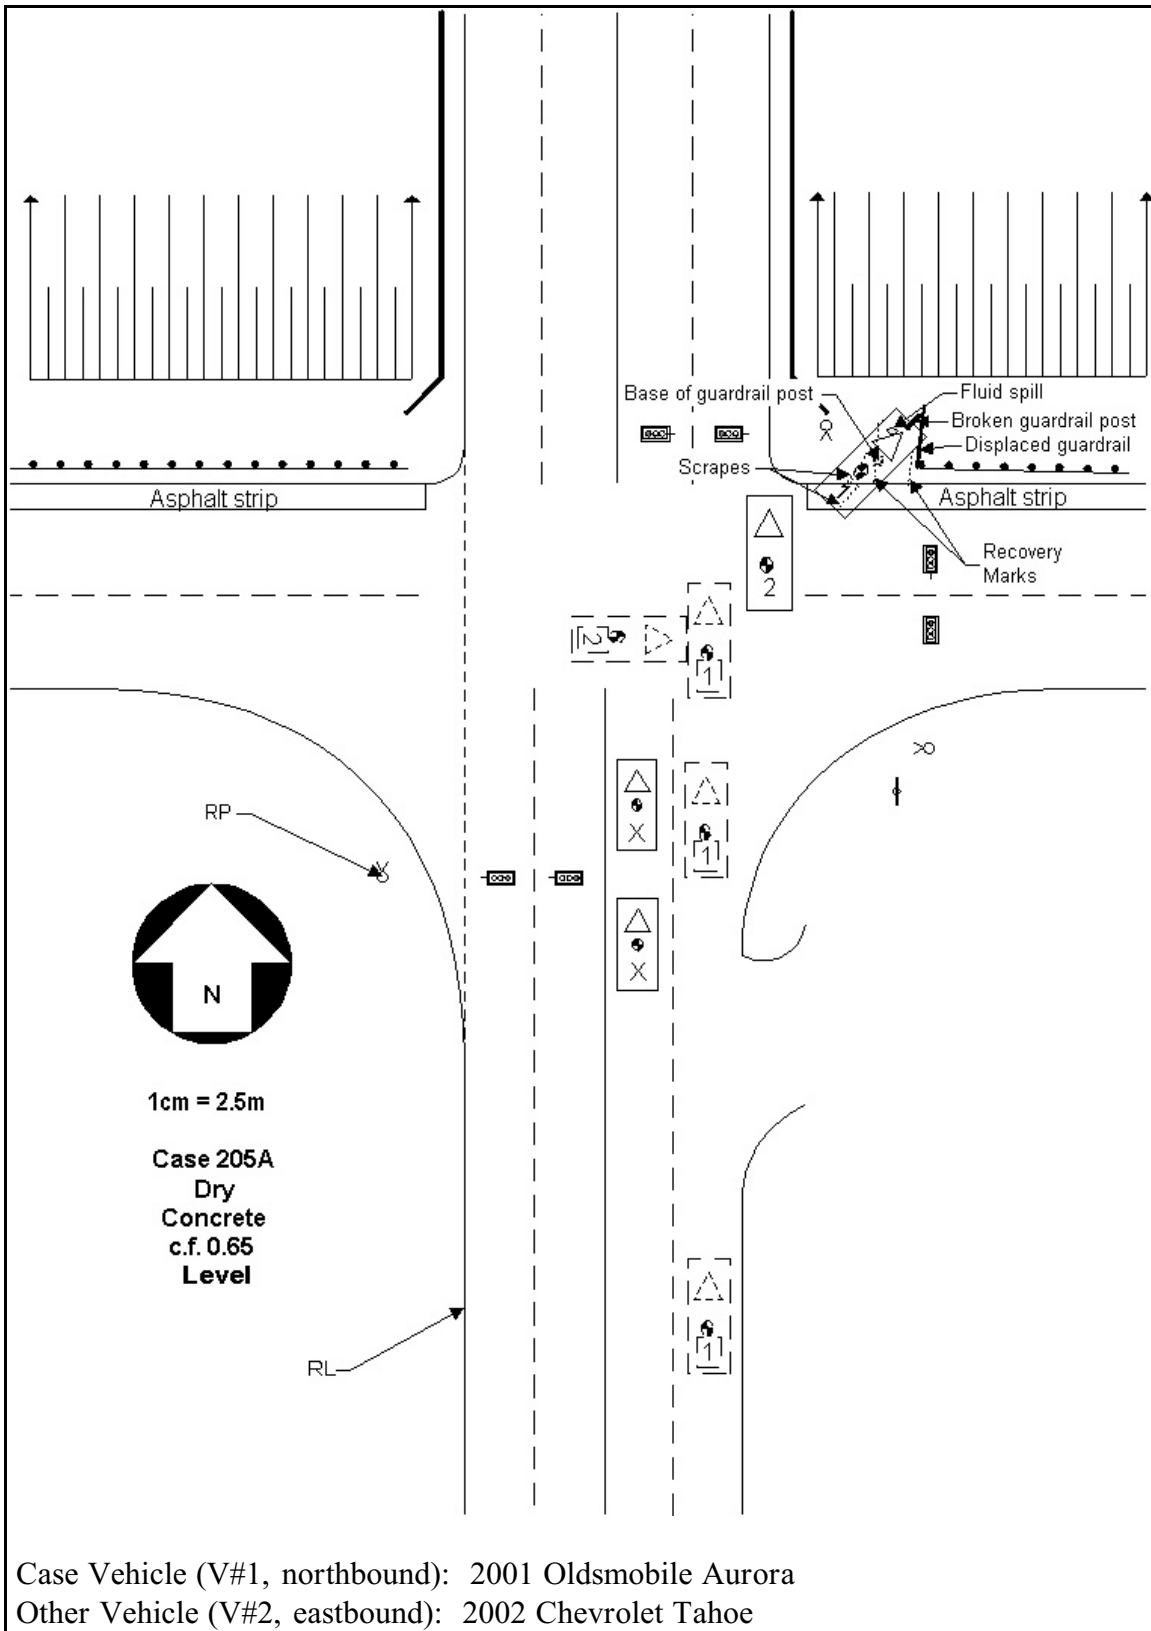 Base of guardrail post
Fluid spill
Broken guardrail post
Displaced guardrail
Scrapes
Asphalt strip
Asphalt strip
Recovery
Marks
2
2
1
1
X
RP
X
N
1cm = 2.5m
Case 205A
Dry
Concrete
c.f. 0.65
Level
1
RL
Case Vehicle (V#1, northbound): 2001 Oldsmobile Aurora
Other Vehicle (V#2, eastbound): 2002 Chevrolet Tahoe